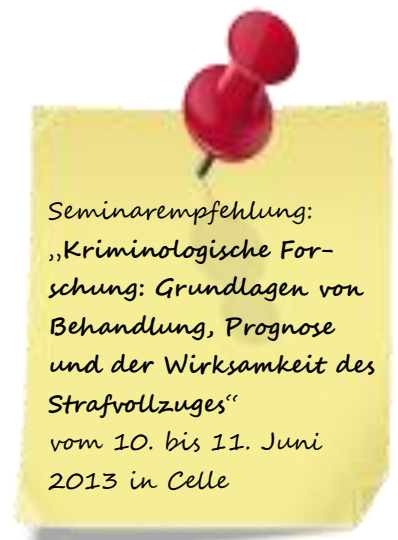 Seminarempfehlung:
„Kriminologische For-
schung: Grundlagen von
Behandlung, Prognose
und der Wirksamkeit des
Strafvollzuges“
vom 10. bis 11. Juni
2013 in Celle